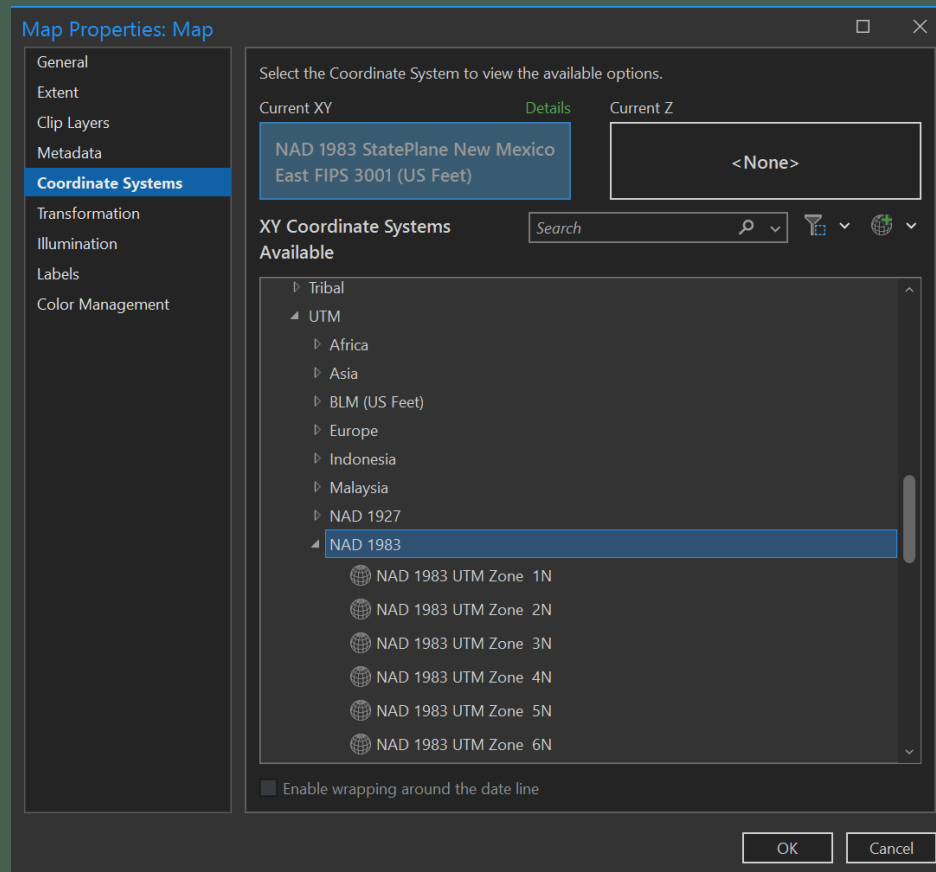 Map Properties: Map
General
Extent
Clip Layers
Metadata
Coordinate Systems
Transformation
Illumination
Labels
Color Management
Select the Coordinate System to view the available options.
Current XY
Details
Current Z
NAD 1983 StatePlane New Mexico
East FIPS 3001 (US Feet)
<None>
XY Coordinate Systems
Available
Search
Tribal
UTM
Africa
Asia
BLM (US Feet)
Europe
Indonesia
Malaysia
NAD 1927
NAD 1983
NAD 1983 UTM Zone 1N
NAD 1983 UTM Zone 2N
NAD 1983 UTM Zone 3N
NAD 1983 UTM Zone 4N
NAD 1983 UTM Zone 5N
NAD 1983 UTM Zone 6N
Enable wrapping around the date line
OK
Cancel